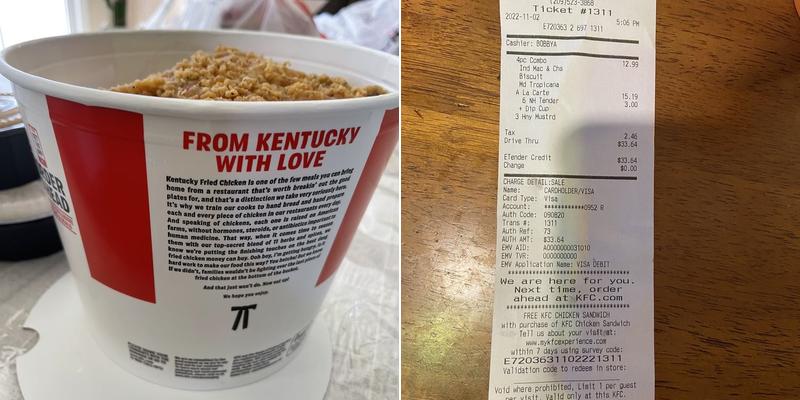 FROM KENTUCKY
WITH LOVE
Kentucky Fried Chicken is one of the few meals you can bring
home from a restaurant that's worth breakin' out the good
plates for, and that's a distinction we take very seriously here.
It's why we train our cooks to hand bread and hand prepare
each and every piece of chicken in our restaurants every day.
And speaking of chickens, each one is raised on American
farms, without hormones, steroids, or antibiotics important to
human medicine. That way, when it comes time to season
them with our top-secret blend of 11 herbs and spices, we
know we're putting the finishing touches on the best
fried chicken money can buy. Ooh boy, I'm getting hungry. Is it
hard work to make our food this way? You betcha! But
If we didn't, families wouldn't be fighting over the last piece of
fried chicken at the bottom of the bucket.
And that just won't do. Now eat up!
We hope you enjoy.
(209)523-3868
Ticket #1311
2022-11-02 5:06 PM
E720363 2 697 1311
Cashier: BOBBYA
4pc Combo 12.99
Ind Mac & Chs
Biscuit
Md Tropicana
A La Carte
6 NH Tender 15.19
+ Dip Cup 3.00
3 Hny Mustrd
Tax 2.46
Drive Thru $33.64
ETender Credit $33.64
Change $0.00
CHARGE DETAIL:SALE
Name: CARDHOLDER/VISA
Card Type: Visa
Account: ************0952 R
Auth Code: 090820
Trans #: 1311
Auth Ref: 73
AUTH AMT: $33.64
EMV AID: A0000000031010
EMV TVR: 0000000000
EMV Application Name: VISA DEBIT
We are here for you.
Next time, order
ahead at KFC.com
FREE KFC CHICKEN SANDWICH
with purchase of KFC Chicken Sandwich
Tell us about your visit at:
www.mykfcexperience.com
within 7 days using survey code:
E7203631102221311
Validation code to redeem in store:
Void where prohibited, Limit 1 per guest
per visit. Valid only at this KFC.